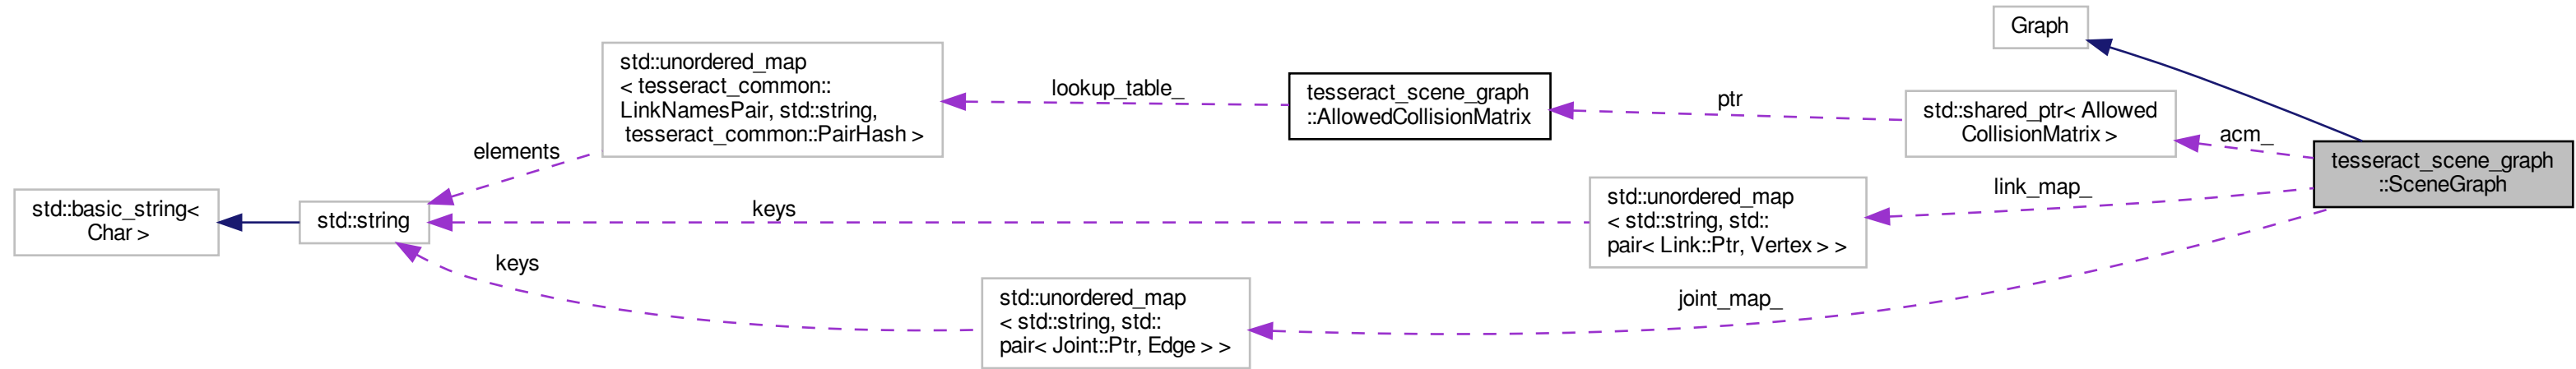 Graph
std::unordered_map
< tesseract_common::
LinkNamesPair, std::string,
tesseract_common::PairHash >
lookup_table_
tesseract_scene_graph
::AllowedCollisionMatrix
ptr
std::shared_ptr< Allowed
CollisionMatrix >
acm_
tesseract_scene_graph
::SceneGraph
elements
std::basic_string<
Char >
std::string
keys
std::unordered_map
< std::string, std::
pair< Link::Ptr, Vertex > >
link_map_
keys
std::unordered_map
< std::string, std::
pair< Joint::Ptr, Edge > >
joint_map_